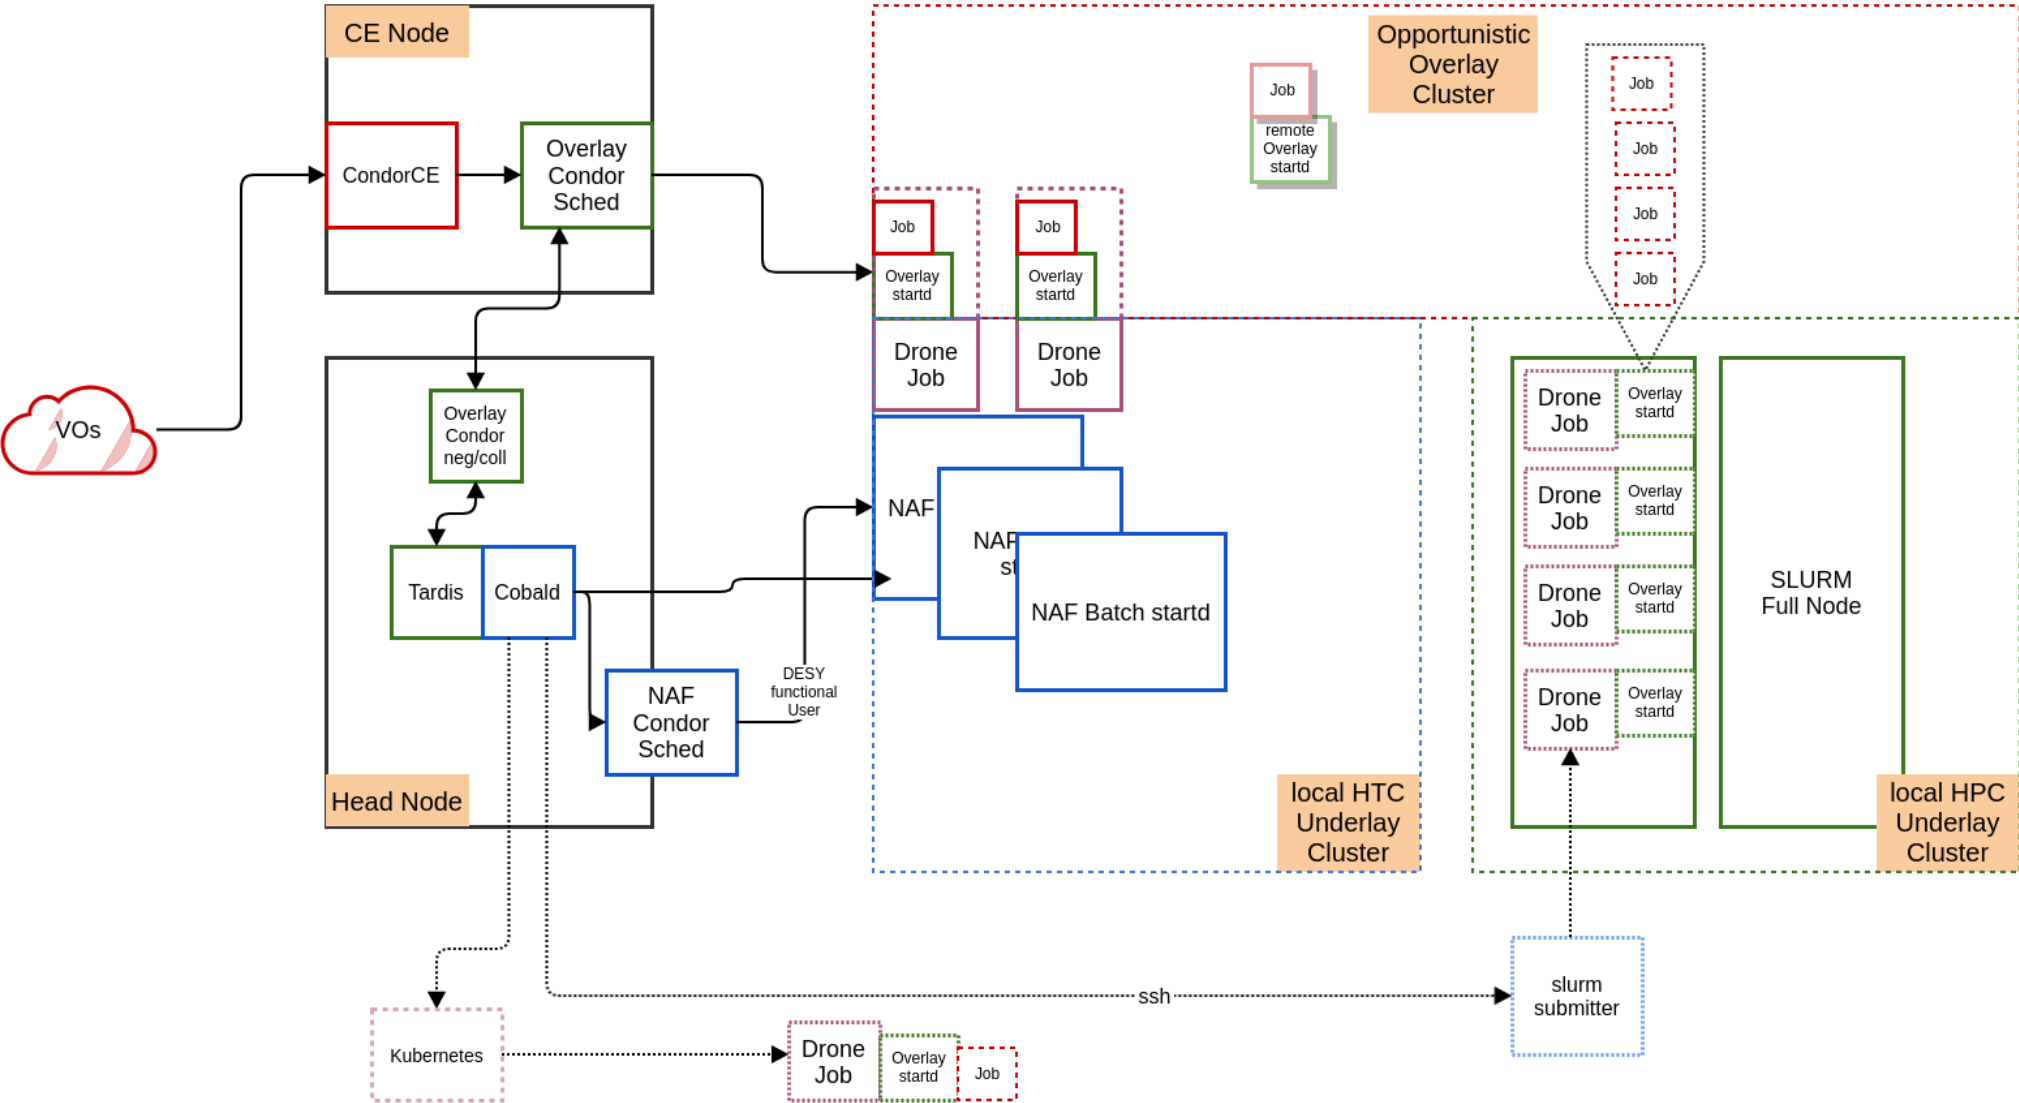 CE Node
CondorCE
Overlay
Condor
Sched
Opportunistic
Overlay
Cluster
Job
remote
Overlay
startd
Job
Job
Job
Job
Job
Overlay
startd
Job
Overlay
startd
Drone
Job
Drone
Job
VOs
Overlay
Condor
neg/coll
Tardis
Cobald
NAF
Condor
Sched
Head Node
DESY
functional
User
NAF
NAF
st
NAF Batch startd
local HTC
Underlay
Cluster
Drone
Job
Overlay
startd
Drone
Job
Overlay
startd
Drone
Job
Overlay
startd
Drone
Job
Overlay
startd
SLURM
Full Node
local HPC
Underlay
Cluster
ssh
slurm
submitter
Kubernetes
Drone
Job
Overlay
startd
Job